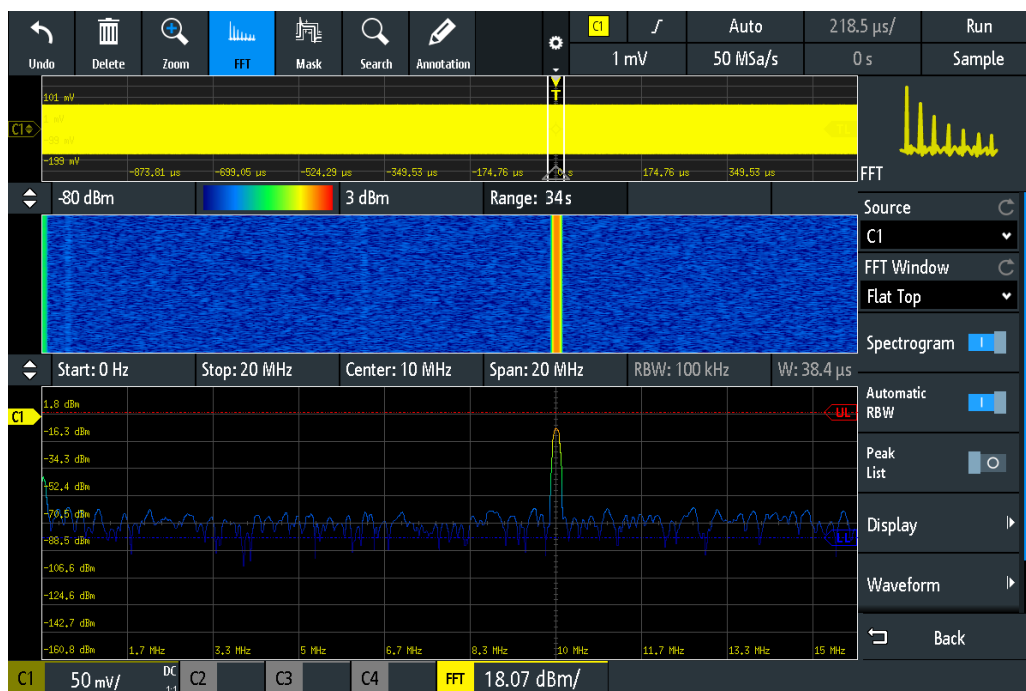 Undo Delete Zoom FFT Mask Search Annotation
C1 Auto 218.5 µs/ Run
1 mV 50 MSa/s 0 s Sample
T
101 mV
1 mV
-99 mV
-199 mV
C1
-873,81 µs -699,05 µs -524,29 µs -349,53 µs -174,76 µs 0 s 174,76 µs 349,53 µs
FFT
-80 dBm 3 dBm Range: 34 s
Source
C1
FFT Window
Flat Top
Spectrogram
Start: 0 Hz Stop: 20 MHz Center: 10 MHz Span: 20 MHz RBW: 100 kHz W: 38.4 µs
Automatic
RBW
Peak
List
Display
Waveform
Back
C1
1.8 dBm
UL
-16,3 dBm
-34,3 dBm
-52,4 dBm
-70,5 dBm
-88,5 dBm
LL
-106,6 dBm
-124,6 dBm
-142,7 dBm
-160,8 dBm 1,7 MHz 3,3 MHz 5 MHz 6,7 MHz 8,3 MHz 10 MHz 11,7 MHz 13,3 MHz 15 MHz
C1 50 mV/ DC 1:1 C2 C3 C4 FFT 18.07 dBm/